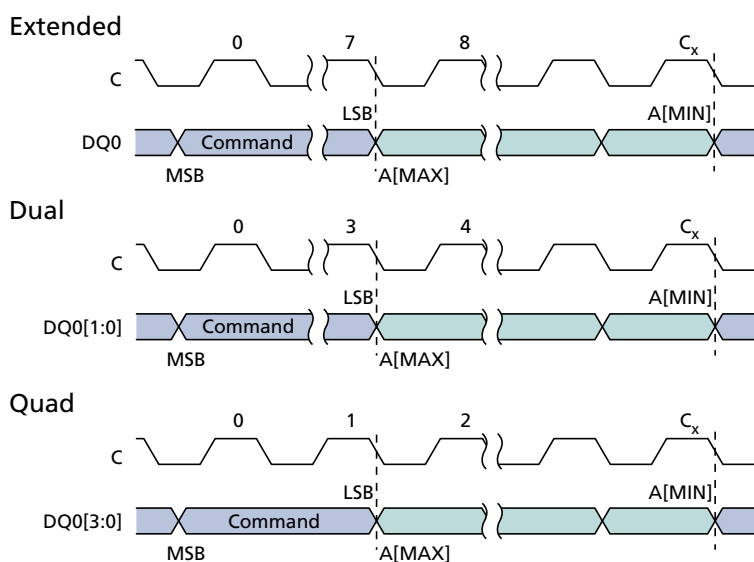 Extended
0 7 8 Cx
C
LSB A[MIN]
DQ0 Command
MSB A[MAX]
Dual
0 3 4 Cx
C
LSB A[MIN]
DQ0[1:0] Command
MSB A[MAX]
Quad
0 1 2 Cx
C
LSB A[MIN]
DQ0[3:0] Command
MSB A[MAX]